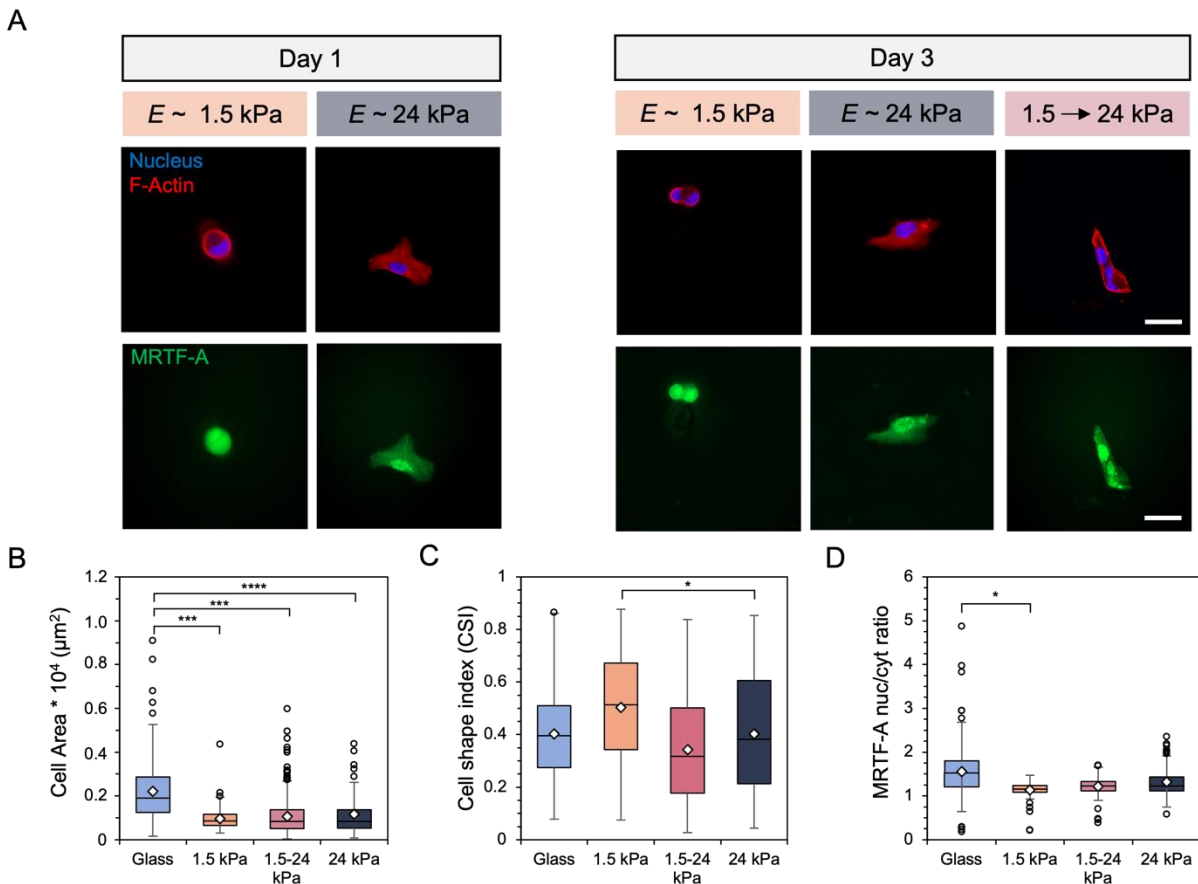 A
Day 1
Day 3
E ~ 1.5 kPa
E ~ 24 kPa
E ~ 1.5 kPa
E ~ 24 kPa
1.5 → 24 kPa
Nucleus
F-Actin
MRTF-A
B
Cell Area * 10⁴ (µm²)
1.2
1.0
0.8
0.6
0.4
0.2
0
****
***
***
Glass
1.5 kPa
1.5-24
kPa
24 kPa
C
Cell shape index (CSI)
1
0.8
0.6
0.4
0.2
0
*
Glass
1.5 kPa
1.5-24
kPa
24 kPa
D
MRTF-A nuc/cyt ratio
6
5
4
3
2
1
0
*
Glass
1.5 kPa
1.5-24
kPa
24 kPa